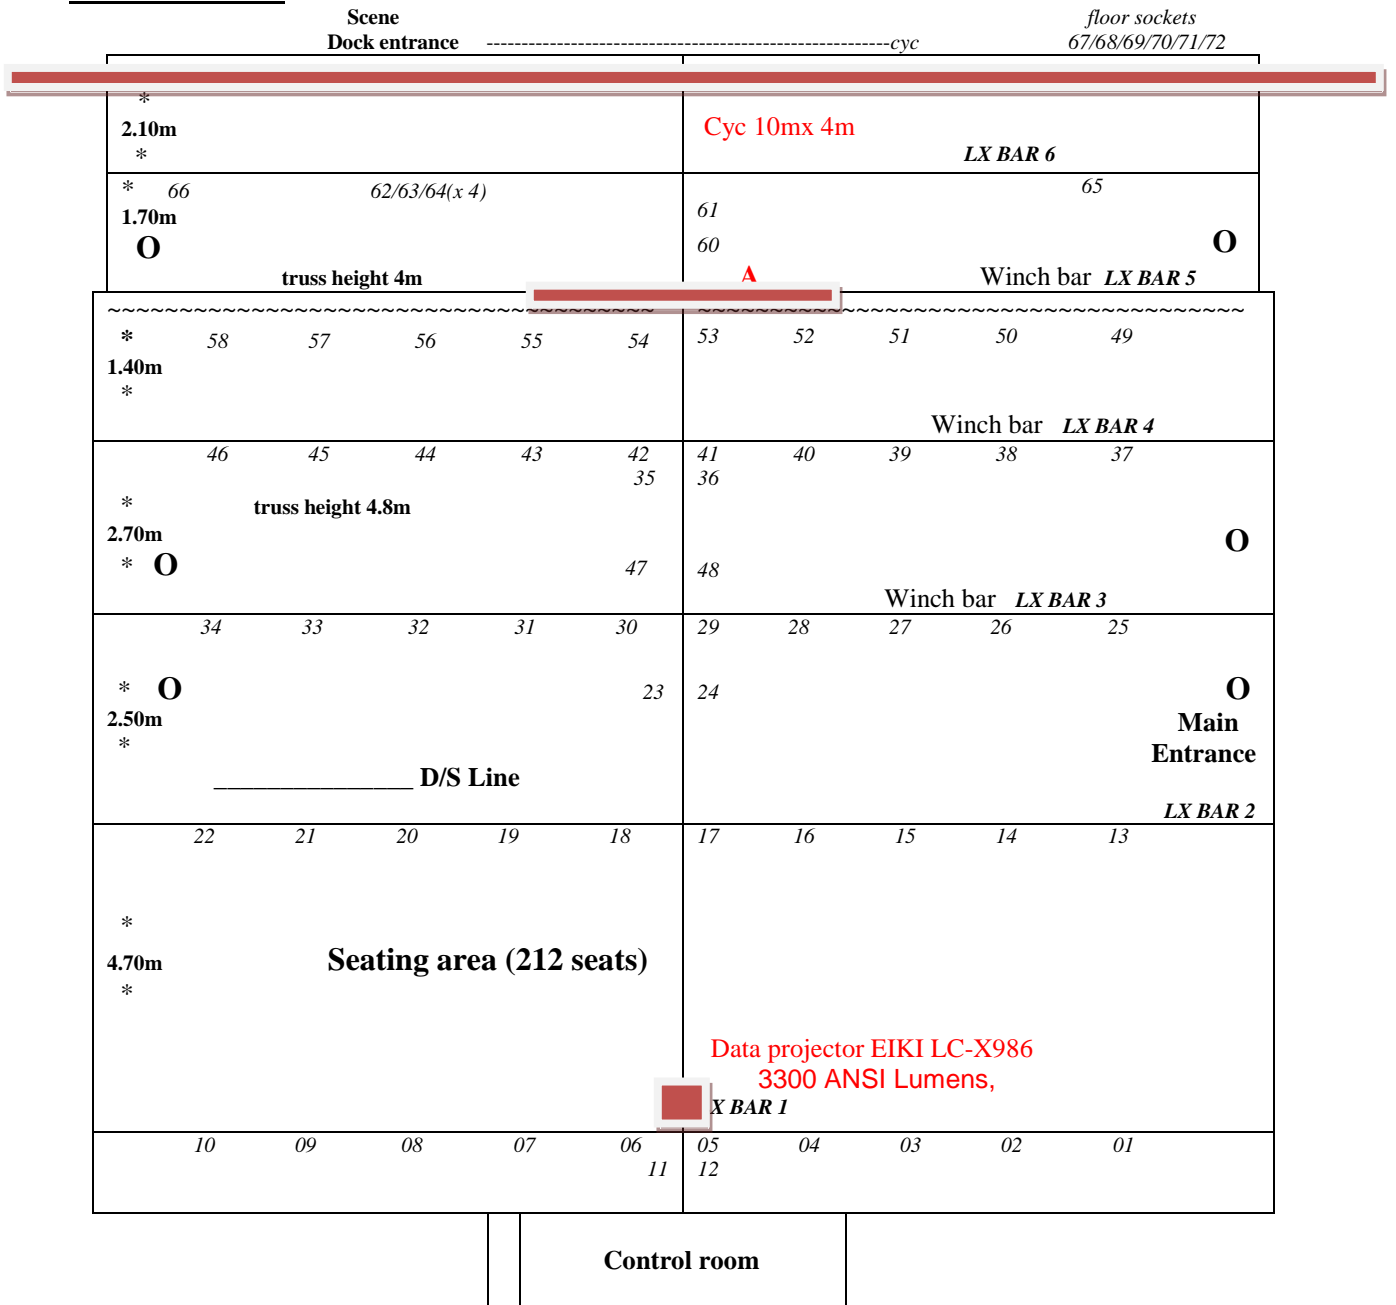 Scene floor sockets
Dock entrance ----------------------------------------------------------cyc 67/68/69/70/71/72
*
2.10m Cyc 10mx 4m
* LX BAR 6
* 66 62/63/64(x 4) 65
1.70m 61
O 60 O
truss height 4m A Winch bar LX BAR 5
~~~~~~~~~~~~~~~~~~~~~~~~~~~~~~~~~~~~~~ ~~~~~~~~~~~~~~~~~~~~~~~~~~~~~~~~~~~~~~
* 58 57 56 55 54 53 52 51 50 49
1.40m
*
Winch bar LX BAR 4
46 45 44 43 42 41 40 39 38 37
35 36
* truss height 4.8m
2.70m O
* O 47 48
Winch bar LX BAR 3
34 33 32 31 30 29 28 27 26 25
* O 23 24 O
2.50m Main
* Entrance
_______________ D/S Line
LX BAR 2
22 21 20 19 18 17 16 15 14 13
*
4.70m Seating area (212 seats)
*
Data projector EIKI LC-X986
3300 ANSI Lumens,
X BAR 1
10 09 08 07 06 05 04 03 02 01
11 12
Control room